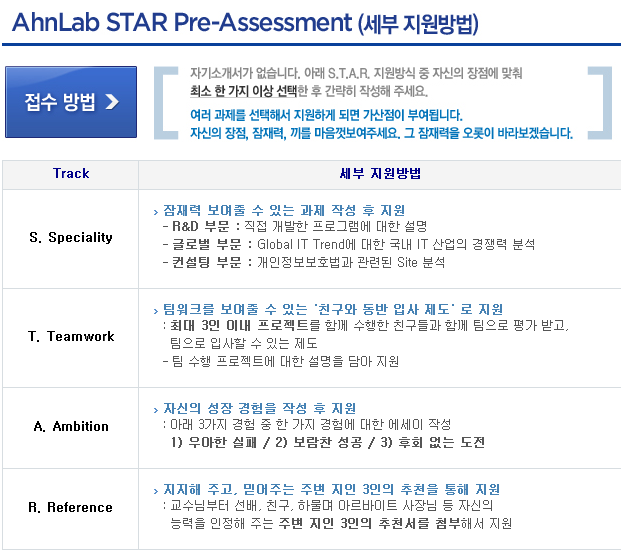 AhnLab STAR Pre-Assessment (세부 지원방법)
접수 방법
자기소개서가 없습니다. 아래 S.T.A.R. 지원방식 중 자신의 장점에 맞춰
최소 한 가지 이상 선택한 후 간략히 작성해 주세요.
여러 과제를 선택해서 지원하게 되면 가산점이 부여됩니다.
자신의 장점, 잠재력, 끼를 마음껏보여주세요. 그 잠재력을 오롯이 바라보겠습니다.
Track 세부 지원방법
S. Speciality
› 잠재력 보여줄 수 있는 과제 작성 후 지원
- R&D 부문 : 직접 개발한 프로그램에 대한 설명
- 글로벌 부문 : Global IT Trend에 대한 국내 IT 산업의 경쟁력 분석
- 컨설팅 부문 : 개인정보보호법과 관련된 Site 분석
T. Teamwork
› 팀워크를 보여줄 수 있는 '친구와 동반 입사 제도' 로 지원
: 최대 3인 이내 프로젝트를 함께 수행한 친구들과 함께 팀으로 평가 받고,
팀으로 입사할 수 있는 제도
- 팀 수행 프로젝트에 대한 설명을 담아 지원
A. Ambition
› 자신의 성장 경험을 작성 후 지원
: 아래 3가지 경험 중 한 가지 경험에 대한 에세이 작성
1) 우아한 실패 / 2) 보람찬 성공 / 3) 후회 없는 도전
R. Reference
› 지지해 주고, 믿어주는 주변 지인 3인의 추천을 통해 지원
: 교수님부터 선배, 친구, 하물며 아르바이트 사장님 등 자신의
능력을 인정해 주는 주변 지인 3인의 추천서를 첨부해서 지원